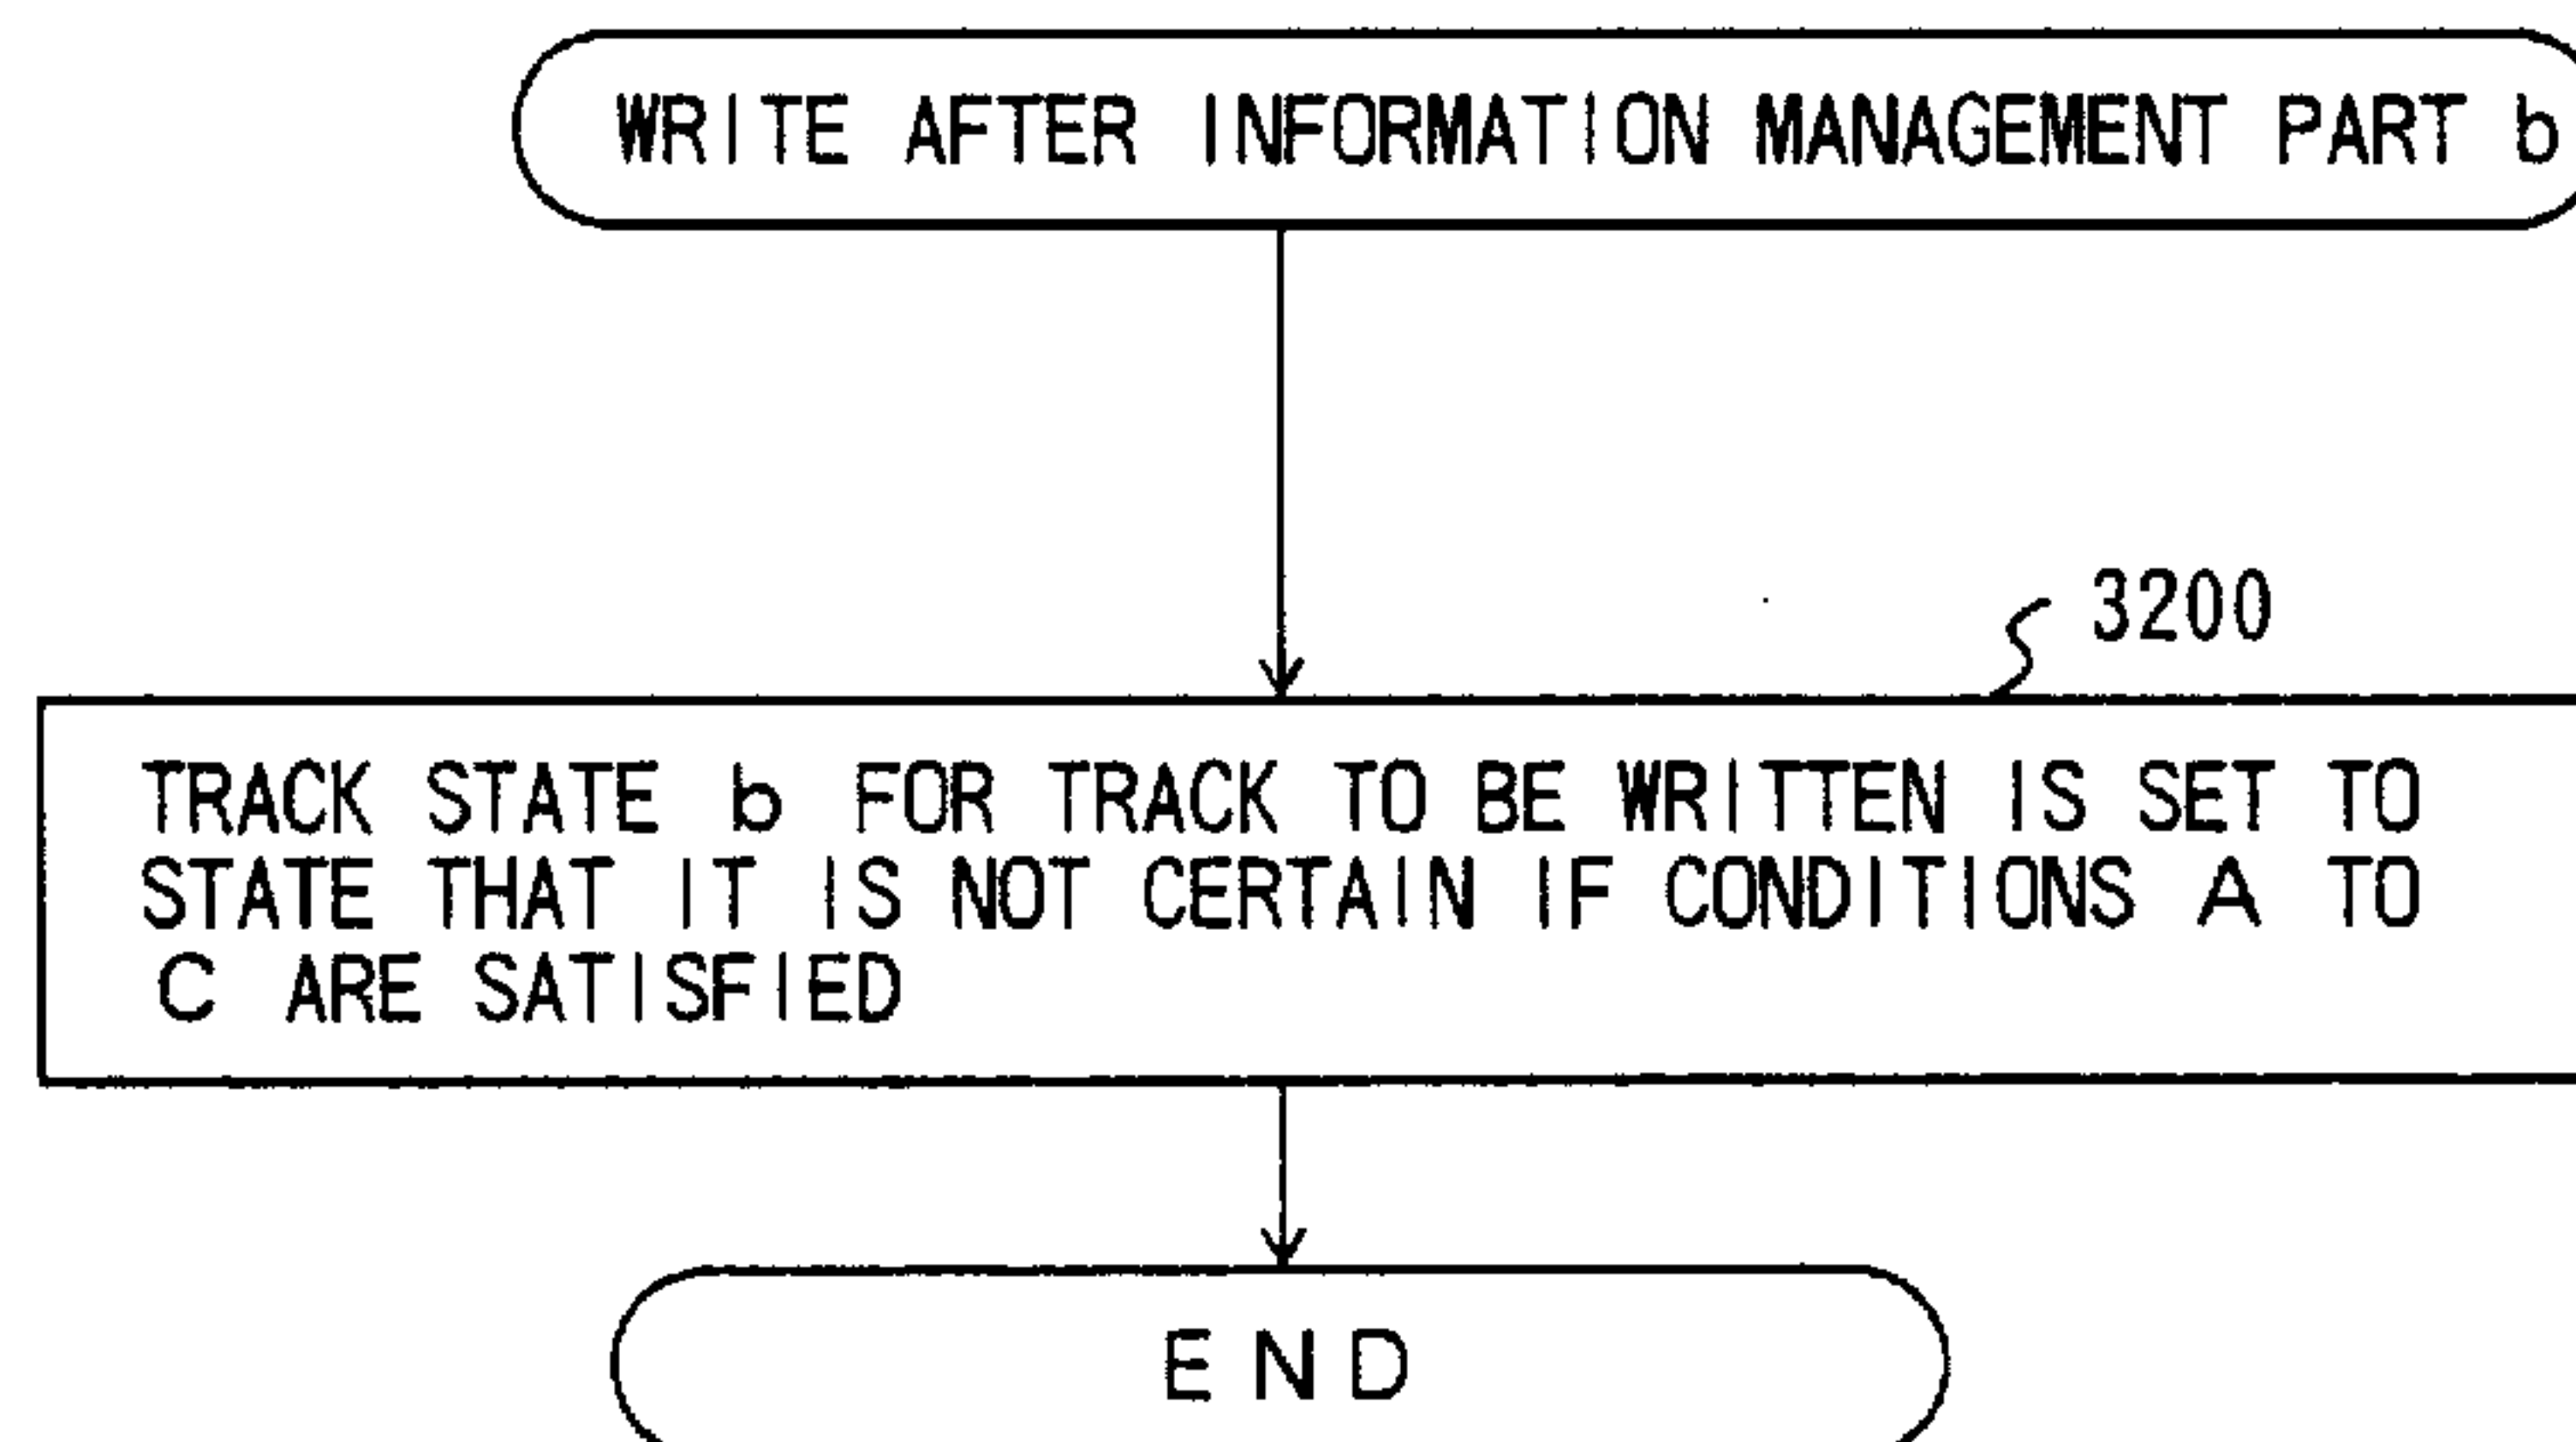 WRITE AFTER INFORMATION MANAGEMENT PART b
3200
TRACK STATE b FOR TRACK TO BE WRITTEN IS SET TO
STATE THAT IT IS NOT CERTAIN IF CONDITIONS A TO
C ARE SATISFIED
END